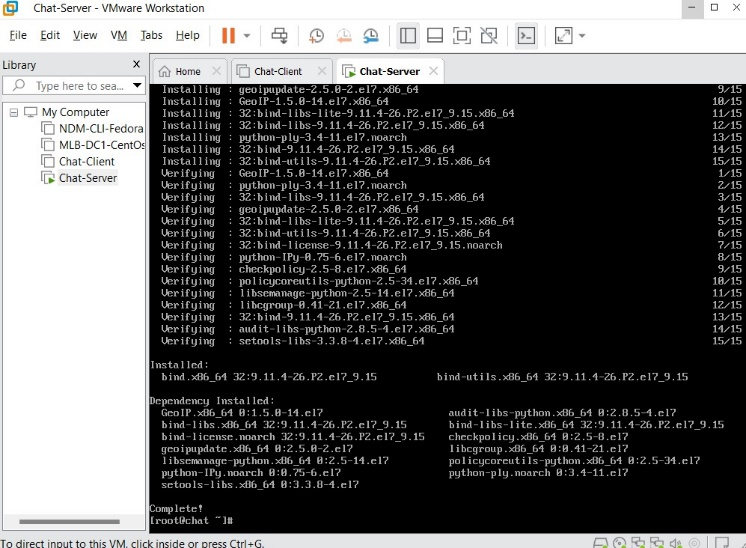 Chat-Server - VMware Workstation
File Edit View VM Tabs Help
Library X
Type here to sea...
My Computer
NDM-CLI-Fedora
MLB-DC1-CentOs
Chat-Client
Chat-Server
Home Chat-Client Chat-Server
Installing : geoipupdate-2.5.0-2.el7.x86_64 9/15
Installing : GeoIP-1.5.0-14.el7.x86_64 10/15
Installing : 32:bind-libs-lite-9.11.4-26.P2.el7_9.15.x86_64 11/15
Installing : 32:bind-libs-9.11.4-26.P2.el7_9.15.x86_64 12/15
Installing : python-ply-3.4-11.el7.noarch 13/15
Installing : 32:bind-9.11.4-26.P2.el7_9.15.x86_64 14/15
Installing : 32:bind-utils-9.11.4-26.P2.el7_9.15.x86_64 15/15
Verifying : GeoIP-1.5.0-14.el7.x86_64 1/15
Verifying : python-ply-3.4-11.el7.noarch 2/15
Verifying : 32:bind-libs-9.11.4-26.P2.el7_9.15.x86_64 3/15
Verifying : geoipupdate-2.5.0-2.el7.x86_64 4/15
Verifying : 32:bind-libs-lite-9.11.4-26.P2.el7_9.15.x86_64 5/15
Verifying : 32:bind-utils-9.11.4-26.P2.el7_9.15.x86_64 6/15
Verifying : 32:bind-license-9.11.4-26.P2.el7_9.15.noarch 7/15
Verifying : python-IPy-0.75-6.el7.noarch 8/15
Verifying : checkpolicy-2.5-8.el7.x86_64 9/15
Verifying : policycoreutils-python-2.5-34.el7.x86_64 10/15
Verifying : libsemanage-python-2.5-14.el7.x86_64 11/15
Verifying : libcgroup-0.41-21.el7.x86_64 12/15
Verifying : 32:bind-9.11.4-26.P2.el7_9.15.x86_64 13/15
Verifying : audit-libs-python-2.8.5-4.el7.x86_64 14/15
Verifying : setools-libs-3.3.8-4.el7.x86_64 15/15
Installed:
bind.x86_64 32:9.11.4-26.P2.el7_9.15 bind-utils.x86_64 32:9.11.4-26.P2.el7_9.15
Dependency Installed:
GeoIP.x86_64 0:1.5.0-14.el7 audit-libs-python.x86_64 0:2.8.5-4.el7
bind-libs.x86_64 32:9.11.4-26.P2.el7_9.15 bind-libs-lite.x86_64 32:9.11.4-26.P2.el7_9.15
bind-license.noarch 32:9.11.4-26.P2.el7_9.15 checkpolicy.x86_64 0:2.5-8.el7
geoipupdate.x86_64 0:2.5.0-2.el7 libcgroup.x86_64 0:0.41-21.el7
libsemanage-python.x86_64 0:2.5-14.el7 policycoreutils-python.x86_64 0:2.5-34.el7
python-IPy.noarch 0:0.75-6.el7 python-ply.noarch 0:3.4-11.el7
setools-libs.x86_64 0:3.3.8-4.el7
Complete!
[root@chat ~]#
To direct input to this VM, click inside or press Ctrl+G.